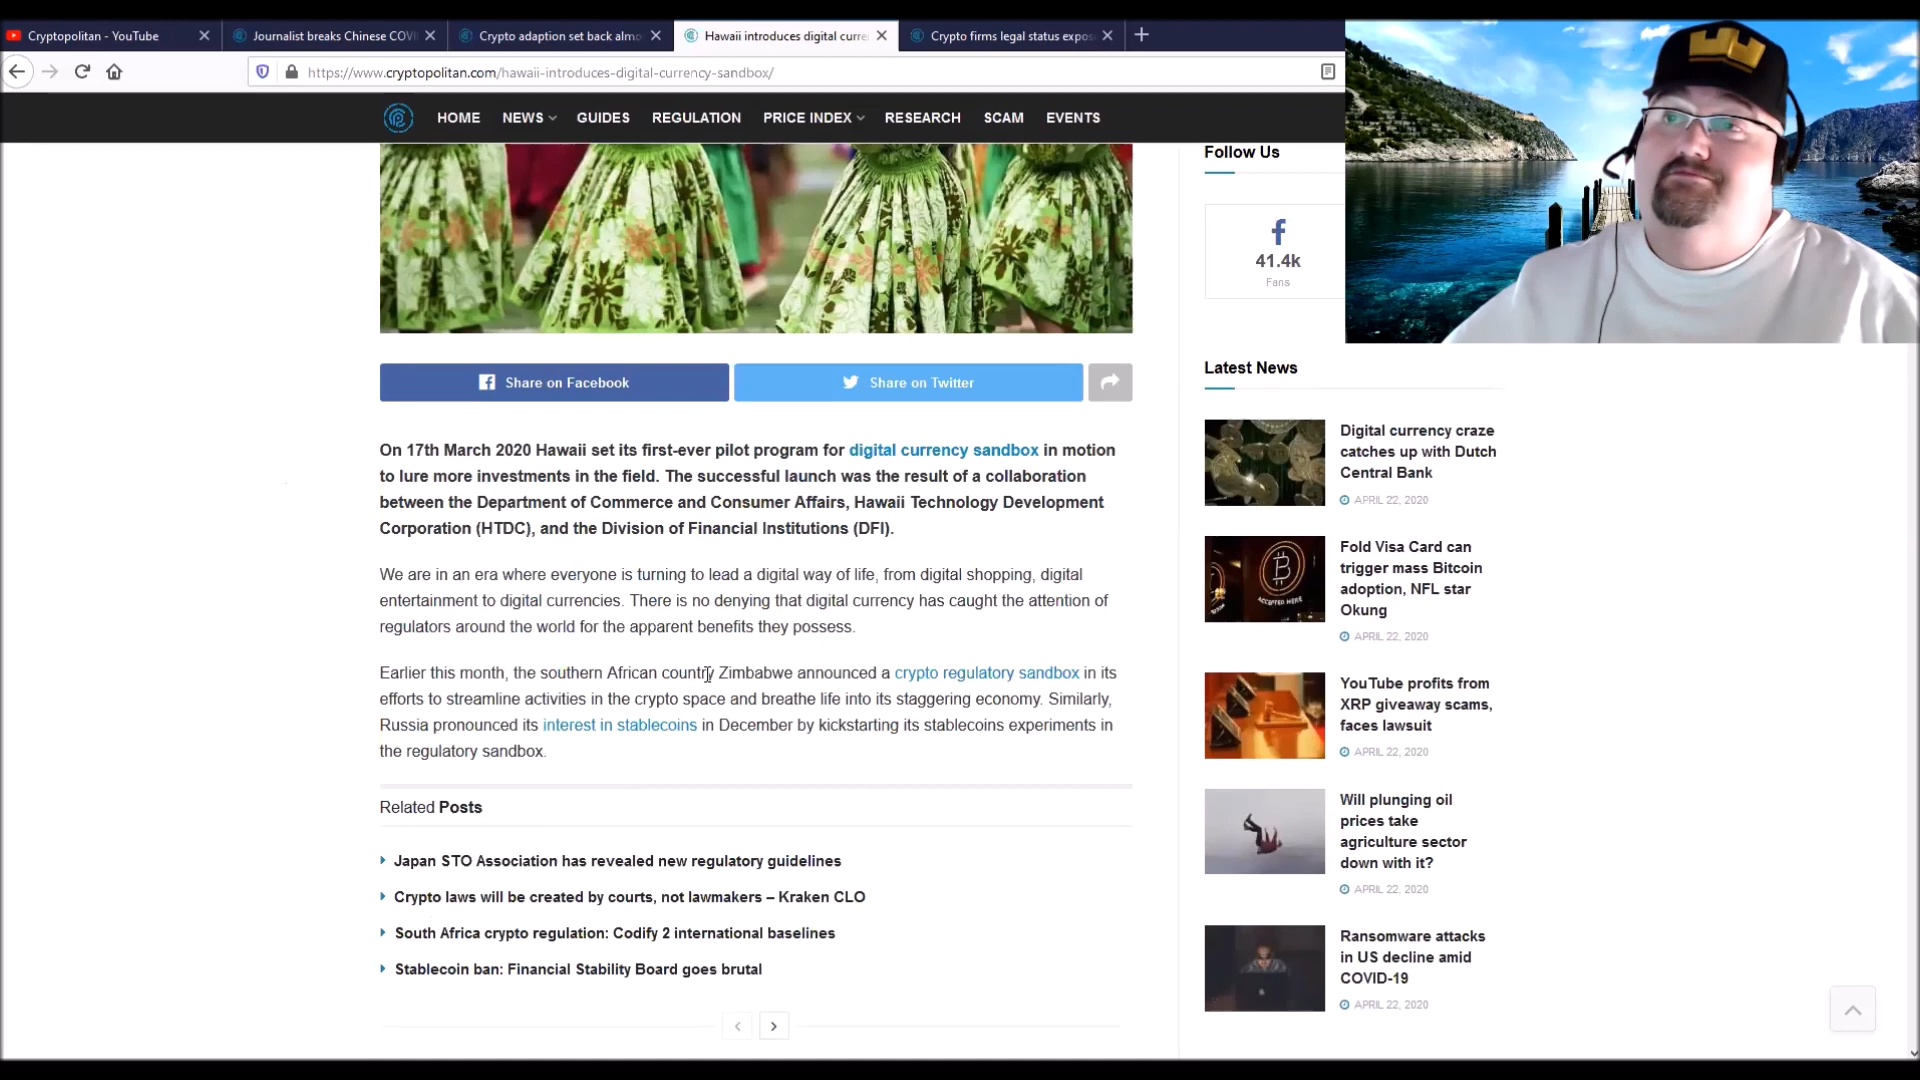 Cryptopolitan - YouTube
Journalist breaks Chinese COVI
Crypto adaption set back almo
Hawaii introduces digital curre
Crypto firms legal status expos
https://www.cryptopolitan.com/hawaii-introduces-digital-currency-sandbox/
HOME NEWS GUIDES REGULATION PRICE INDEX RESEARCH SCAM EVENTS
Follow Us
41.4k
Fans
Share on Facebook
Share on Twitter
On 17th March 2020 Hawaii set its first-ever pilot program for digital currency sandbox in motion
to lure more investments in the field. The successful launch was the result of a collaboration
between the Department of Commerce and Consumer Affairs, Hawaii Technology Development
Corporation (HTDC), and the Division of Financial Institutions (DFI).
We are in an era where everyone is turning to lead a digital way of life, from digital shopping, digital
entertainment to digital currencies. There is no denying that digital currency has caught the attention of
regulators around the world for the apparent benefits they possess.
Earlier this month, the southern African country Zimbabwe announced a crypto regulatory sandbox in its
efforts to streamline activities in the crypto space and breathe life into its staggering economy. Similarly,
Russia pronounced its interest in stablecoins in December by kickstarting its stablecoins experiments in
the regulatory sandbox.
Related Posts
Japan STO Association has revealed new regulatory guidelines
Crypto laws will be created by courts, not lawmakers – Kraken CLO
South Africa crypto regulation: Codify 2 international baselines
Stablecoin ban: Financial Stability Board goes brutal
Latest News
Digital currency craze
catches up with Dutch
Central Bank
APRIL 22, 2020
Fold Visa Card can
trigger mass Bitcoin
adoption, NFL star
Okung
APRIL 22, 2020
ACCEPTED HERE
YouTube profits from
XRP giveaway scams,
faces lawsuit
APRIL 22, 2020
Will plunging oil
prices take
agriculture sector
down with it?
APRIL 22, 2020
Ransomware attacks
in US decline amid
COVID-19
APRIL 22, 2020